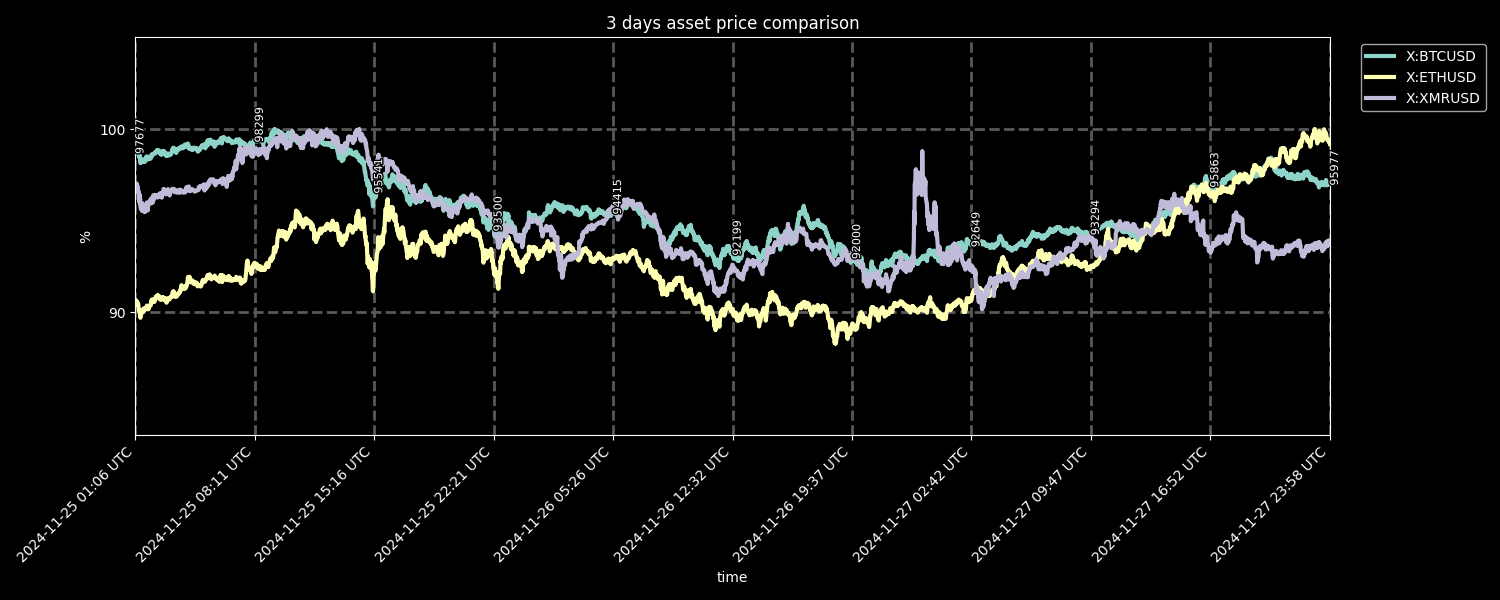 3 days asset price comparison
X:BTCUSD
X:ETHUSD
X:XMRUSD
%
100
90
97677
98299
95541
93500
94415
92199
92000
92649
93294
95863
95977
2024-11-25 01:06 UTC
2024-11-25 08:11 UTC
2024-11-25 15:16 UTC
2024-11-25 22:21 UTC
2024-11-26 05:26 UTC
2024-11-26 12:32 UTC
2024-11-26 19:37 UTC
2024-11-27 02:42 UTC
2024-11-27 09:47 UTC
2024-11-27 16:52 UTC
2024-11-27 23:58 UTC
time